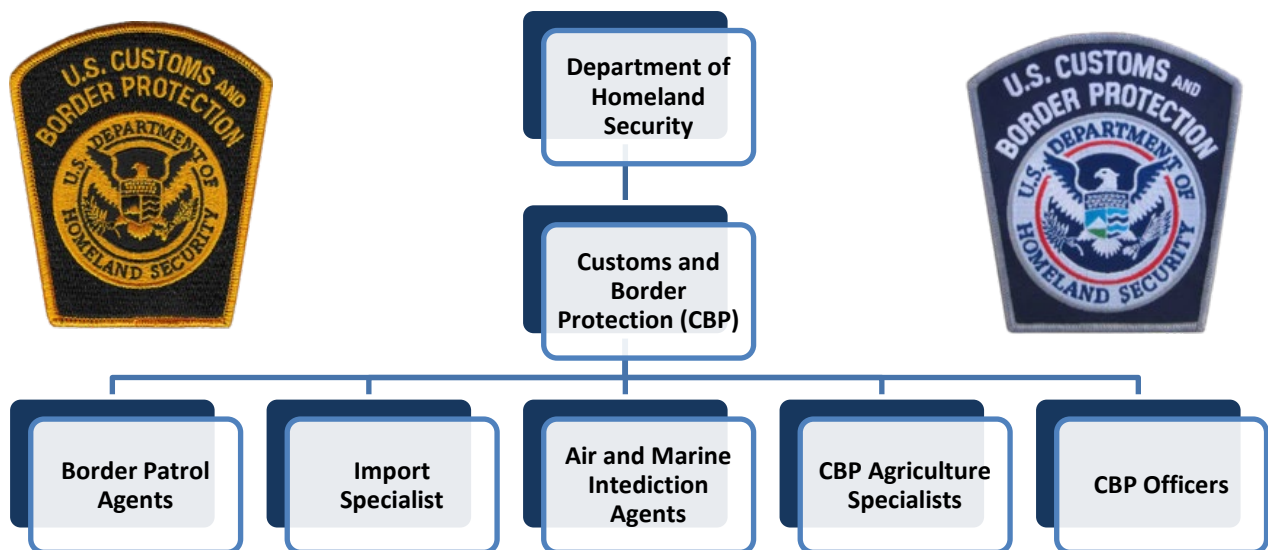 U.S. CUSTOMS AND
BORDER PROTECTION
U.S. DEPARTMENT OF
HOMELAND SECURITY
Department of
Homeland
Security
U.S. CUSTOMS AND
BORDER PROTECTION
U.S. DEPARTMENT OF
HOMELAND SECURITY
Customs and
Border
Protection (CBP)
Border Patrol
Agents
Import
Specialist
Air and Marine
Intediction
Agents
CBP Agriculture
Specialists
CBP Officers